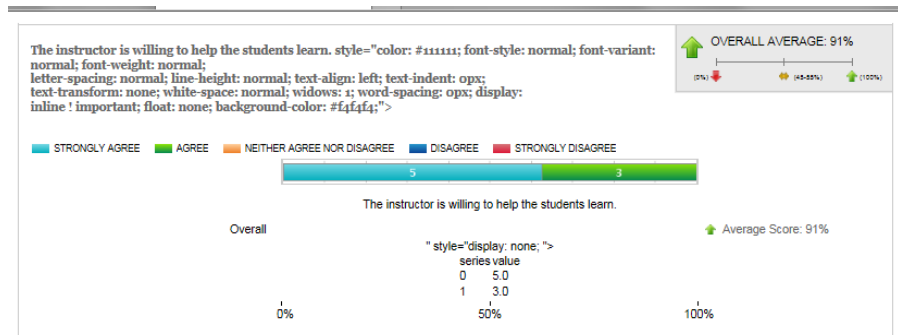 The instructor is willing to help the students learn. style="color: #111111; font-style: normal; font-variant:
normal; font-weight: normal;
letter-spacing: normal; line-height: normal; text-align: left; text-indent: 0px;
text-transform: none; white-space: normal; widows: 1; word-spacing: 0px; display:
inline ! important; float: none; background-color: #f4f4f4;">
OVERALL AVERAGE: 91%
(0%) (45-55%) (100%)
STRONGLY AGREE AGREE NEITHER AGREE NOR DISAGREE DISAGREE STRONGLY DISAGREE
5 3
The instructor is willing to help the students learn.
Overall
Average Score: 91%
" style="display: none; ">
series value
0 5.0
1 3.0
0% 50% 100%